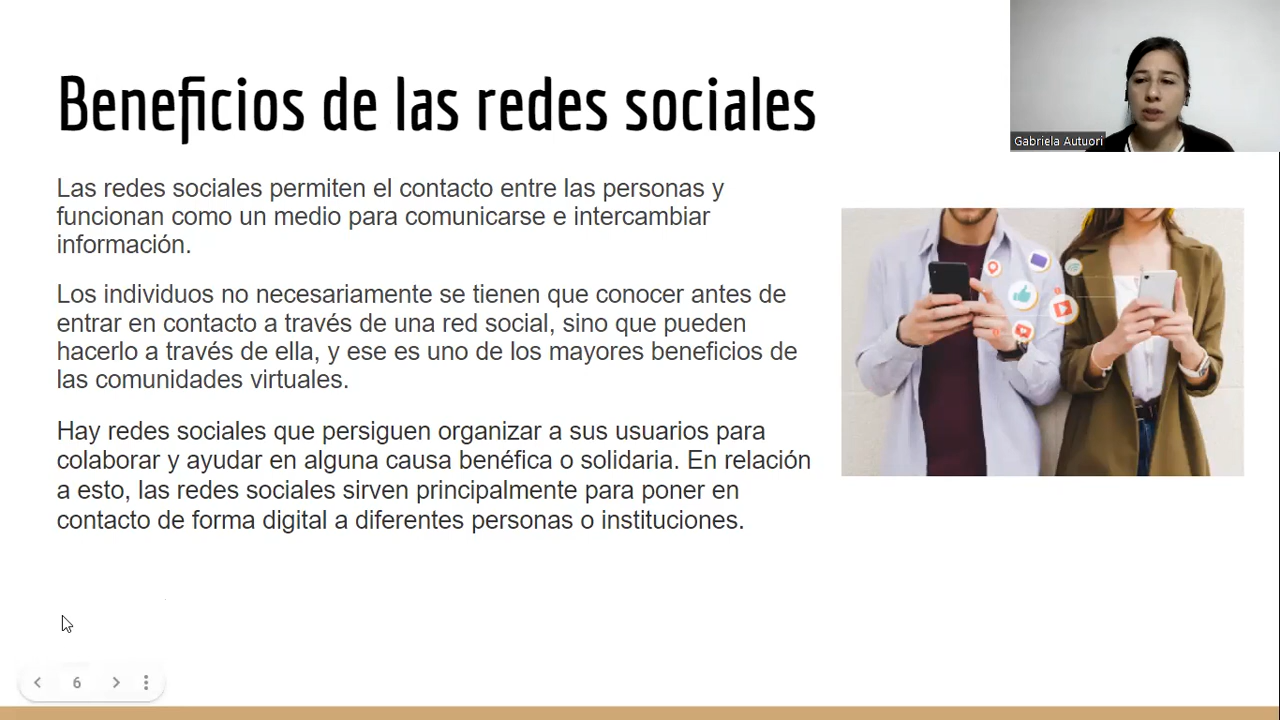 Beneficios de las redes sociales
Gabriela Autuori
Las redes sociales permiten el contacto entre las personas y
funcionan como un medio para comunicarse e intercambiar
información.
Los individuos no necesariamente se tienen que conocer antes de
entrar en contacto a través de una red social, sino que pueden
hacerlo a través de ella, y ese es uno de los mayores beneficios de
las comunidades virtuales.
Hay redes sociales que persiguen organizar a sus usuarios para
colaborar y ayudar en alguna causa benéfica o solidaria. En relación
a esto, las redes sociales sirven principalmente para poner en
contacto de forma digital a diferentes personas o instituciones.
6